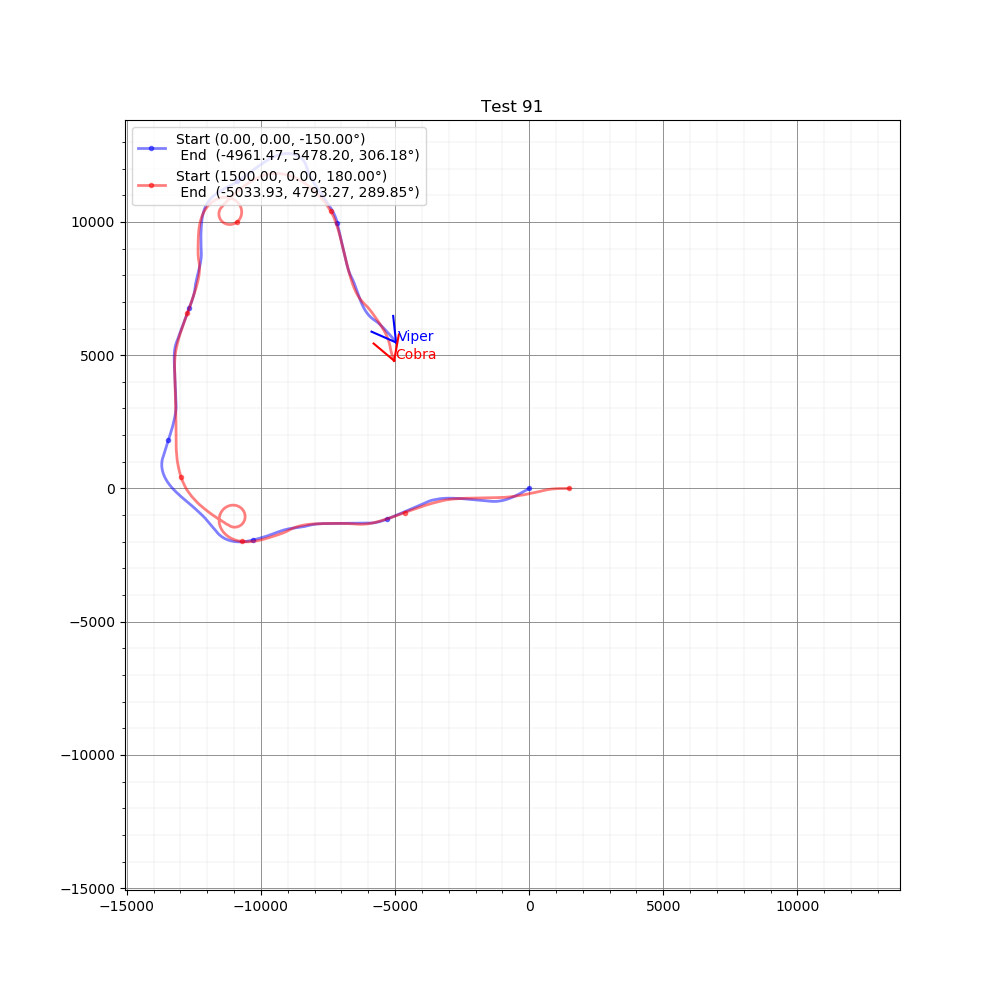 Test 91
Start (0.00, 0.00, -150.00°)
End (-4961.47, 5478.20, 306.18°)
Start (1500.00, 0.00, 180.00°)
End (-5033.93, 4793.27, 289.85°)
10000
5000
0
−5000
−10000
−15000
Viper
Cobra
−15000 −10000 −5000 0 5000 10000